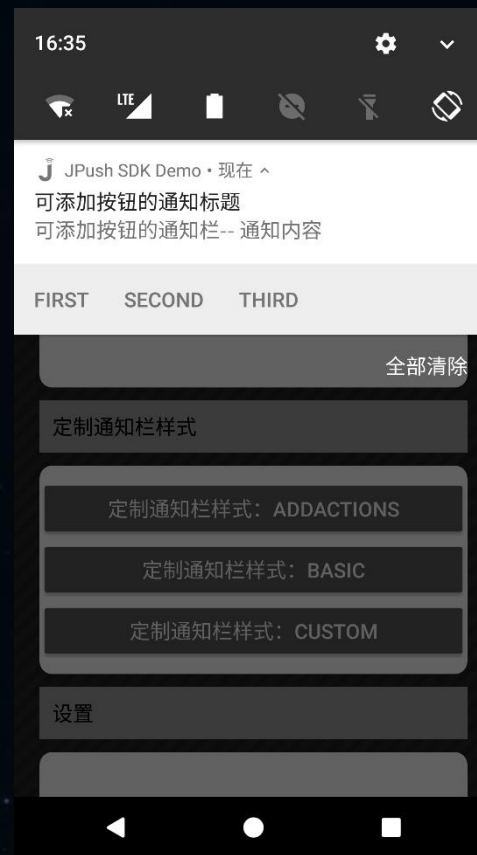 16:35
LTE
JPush SDK Demo • 现在
可添加按钮的通知标题
可添加按钮的通知栏-- 通知内容
FIRST SECOND THIRD
全部清除
定制通知栏样式
定制通知栏样式：ADDACTIONS
定制通知栏样式：BASIC
定制通知栏样式：CUSTOM
设置